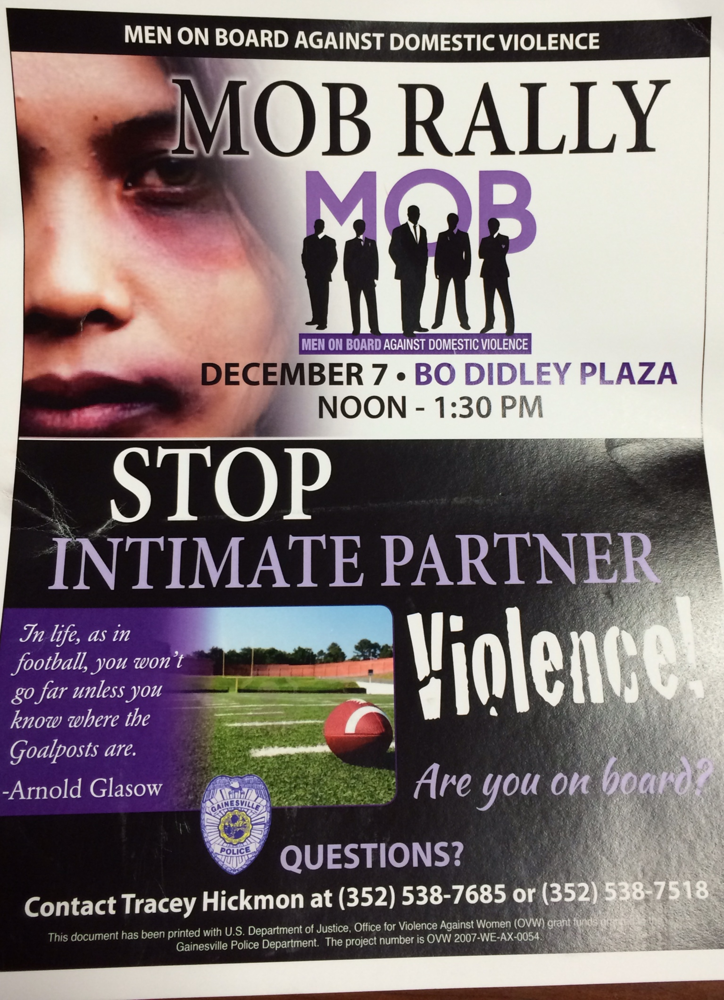 MEN ON BOARD AGAINST DOMESTIC VIOLENCE
MOB RALLY
MOB
MEN ON BOARD AGAINST DOMESTIC VIOLENCE
DECEMBER 7 • BO DIDLEY PLAZA
NOON - 1:30 PM
STOP
INTIMATE PARTNER
Violence!
In life, as in
football, you won't
go far unless you
know where the
Goalposts are.
-Arnold Glasow
Are you on board?
GAINESVILLE
POLICE
QUESTIONS?
Contact Tracey Hickmon at (352) 538-7685 or (352) 538-7518
This document has been printed with U.S. Department of Justice, Office for Violence Against Women (OVW) grant funds
Gainesville Police Department. The project number is OVW 2007-WE-AX-0054.